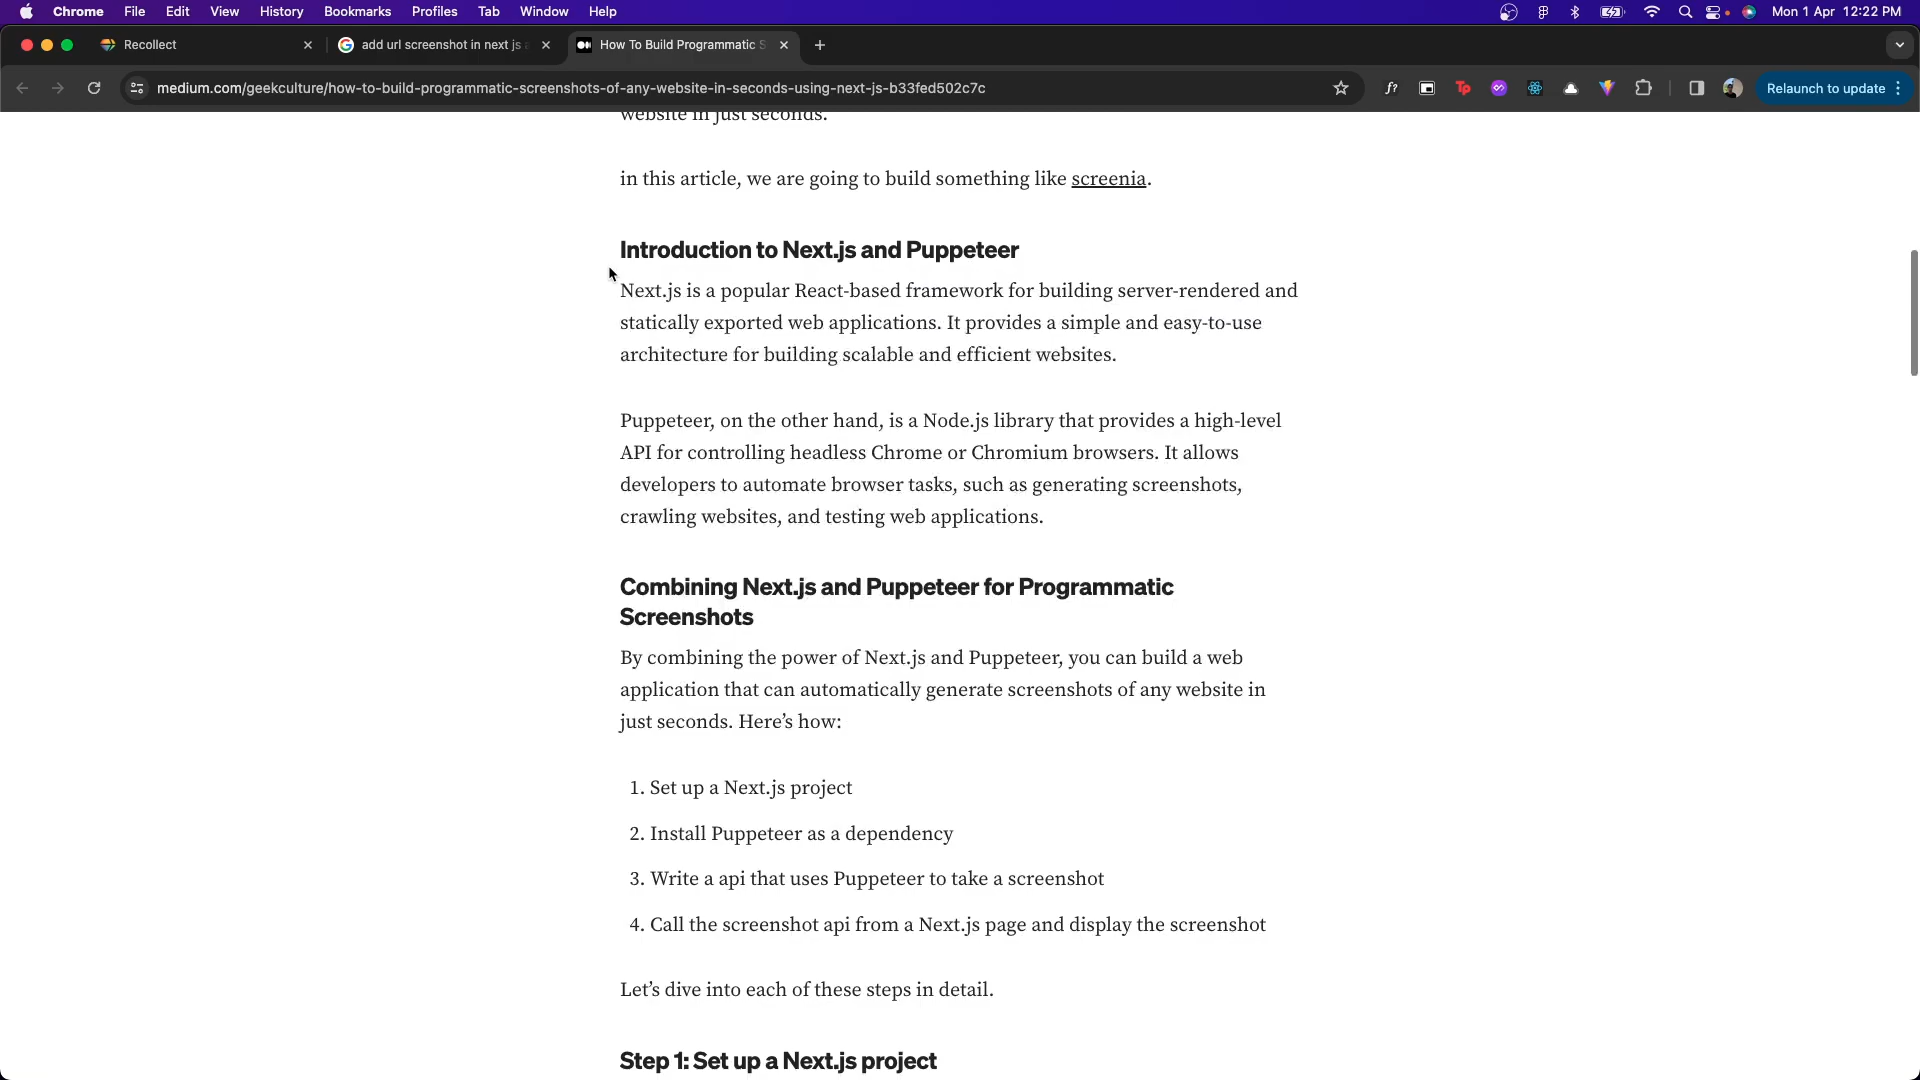 Chrome File Edit View History Bookmarks Profiles Tab Window Help Mon 1 Apr 12:22 PM
Recollect add url screenshot in next js How To Build Programmatic S
medium.com/geekculture/how-to-build-programmatic-screenshots-of-any-website-in-seconds-using-next-js-b33fed502c7c f? Tp Relaunch to update
website in just seconds.
in this article, we are going to build something like screenia.
Introduction to Next.js and Puppeteer
Next.js is a popular React-based framework for building server-rendered and
statically exported web applications. It provides a simple and easy-to-use
architecture for building scalable and efficient websites.
Puppeteer, on the other hand, is a Node.js library that provides a high-level
API for controlling headless Chrome or Chromium browsers. It allows
developers to automate browser tasks, such as generating screenshots,
crawling websites, and testing web applications.
Combining Next.js and Puppeteer for Programmatic
Screenshots
By combining the power of Next.js and Puppeteer, you can build a web
application that can automatically generate screenshots of any website in
just seconds. Here’s how:
1. Set up a Next.js project
2. Install Puppeteer as a dependency
3. Write a api that uses Puppeteer to take a screenshot
4. Call the screenshot api from a Next.js page and display the screenshot
Let’s dive into each of these steps in detail.
Step 1: Set up a Next.js project